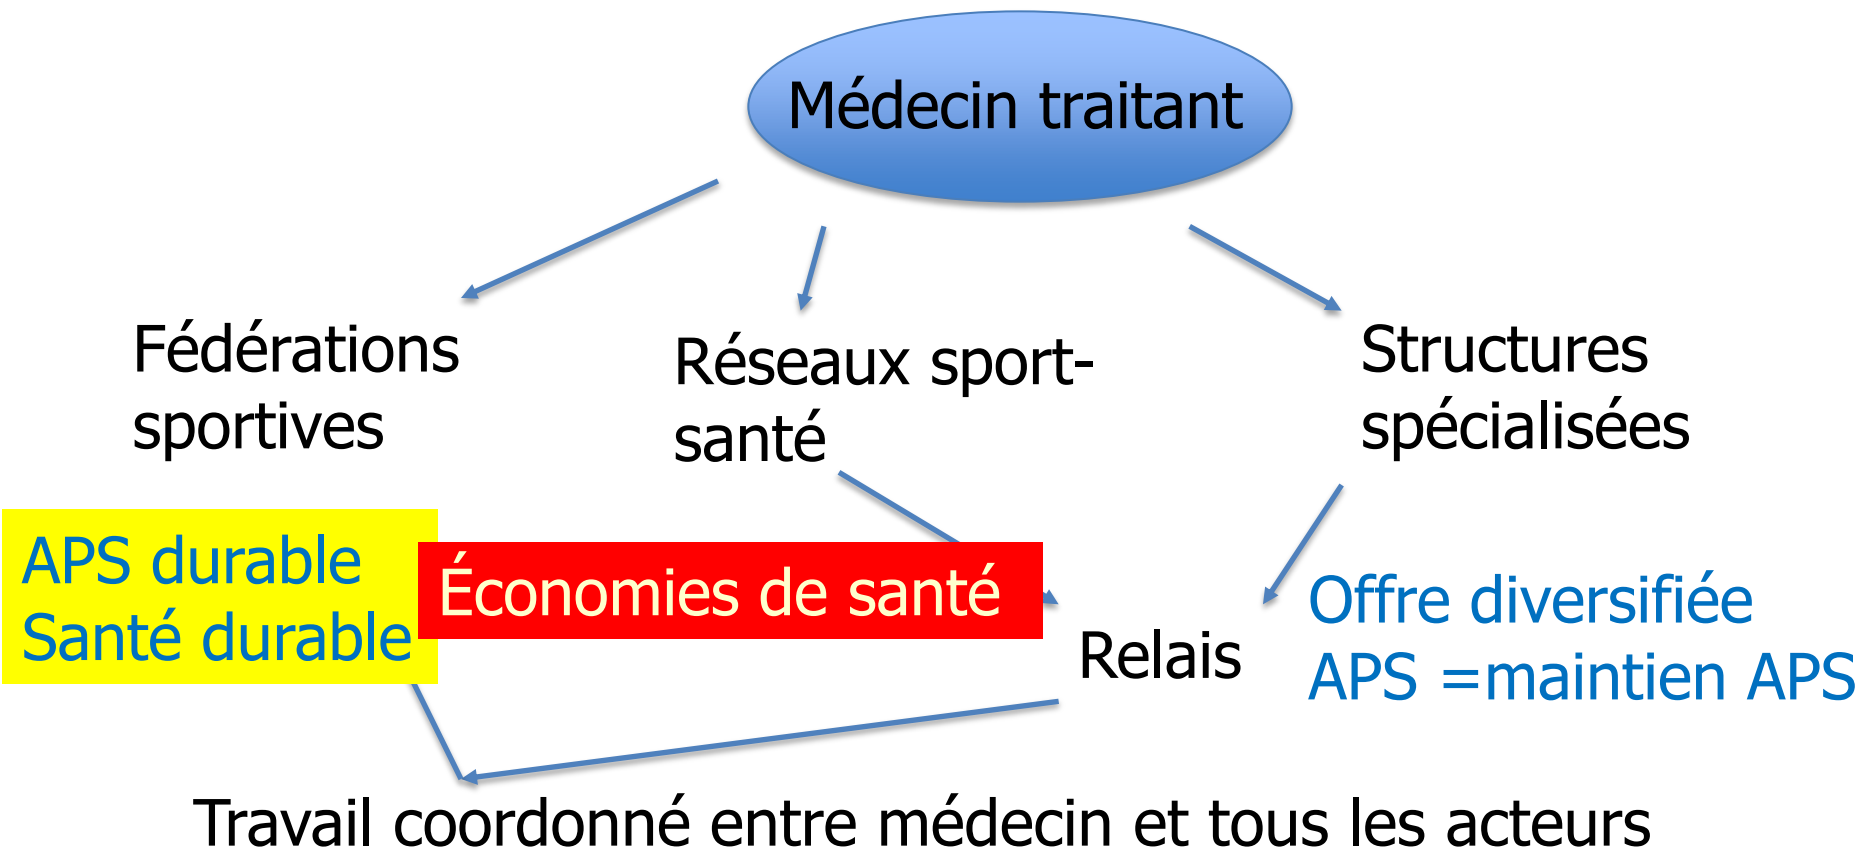 Médecin traitant
Fédérations
sportives
Réseaux sport-
santé
Structures
spécialisées
APS durable
Santé durable
Économies de santé
Relais
Offre diversifiée
APS =maintien APS
Travail coordonné entre médecin et tous les acteurs